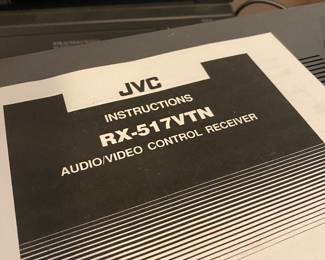 JVC
INSTRUCTIONS
RX-517VTN
AUDIO/VIDEO CONTROL RECEIVER